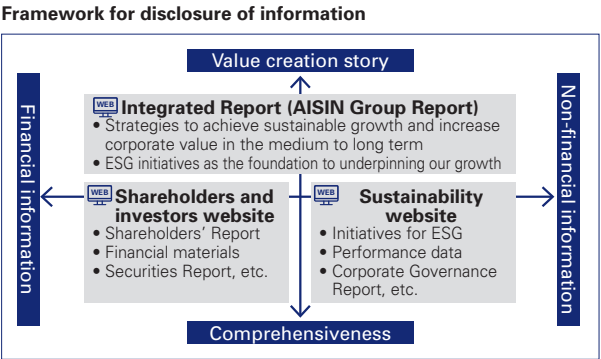 Framework for disclosure of information
Value creation story
Financial information
Non-financial information
WEB Integrated Report (AISIN Group Report)
• Strategies to achieve sustainable growth and increase
corporate value in the medium to long term
• ESG initiatives as the foundation to underpinning our growth
WEB Shareholders and
investors website
• Shareholders' Report
• Financial materials
• Securities Report, etc.
WEB Sustainability
website
• Initiatives for ESG
• Performance data
• Corporate Governance
Report, etc.
Comprehensiveness